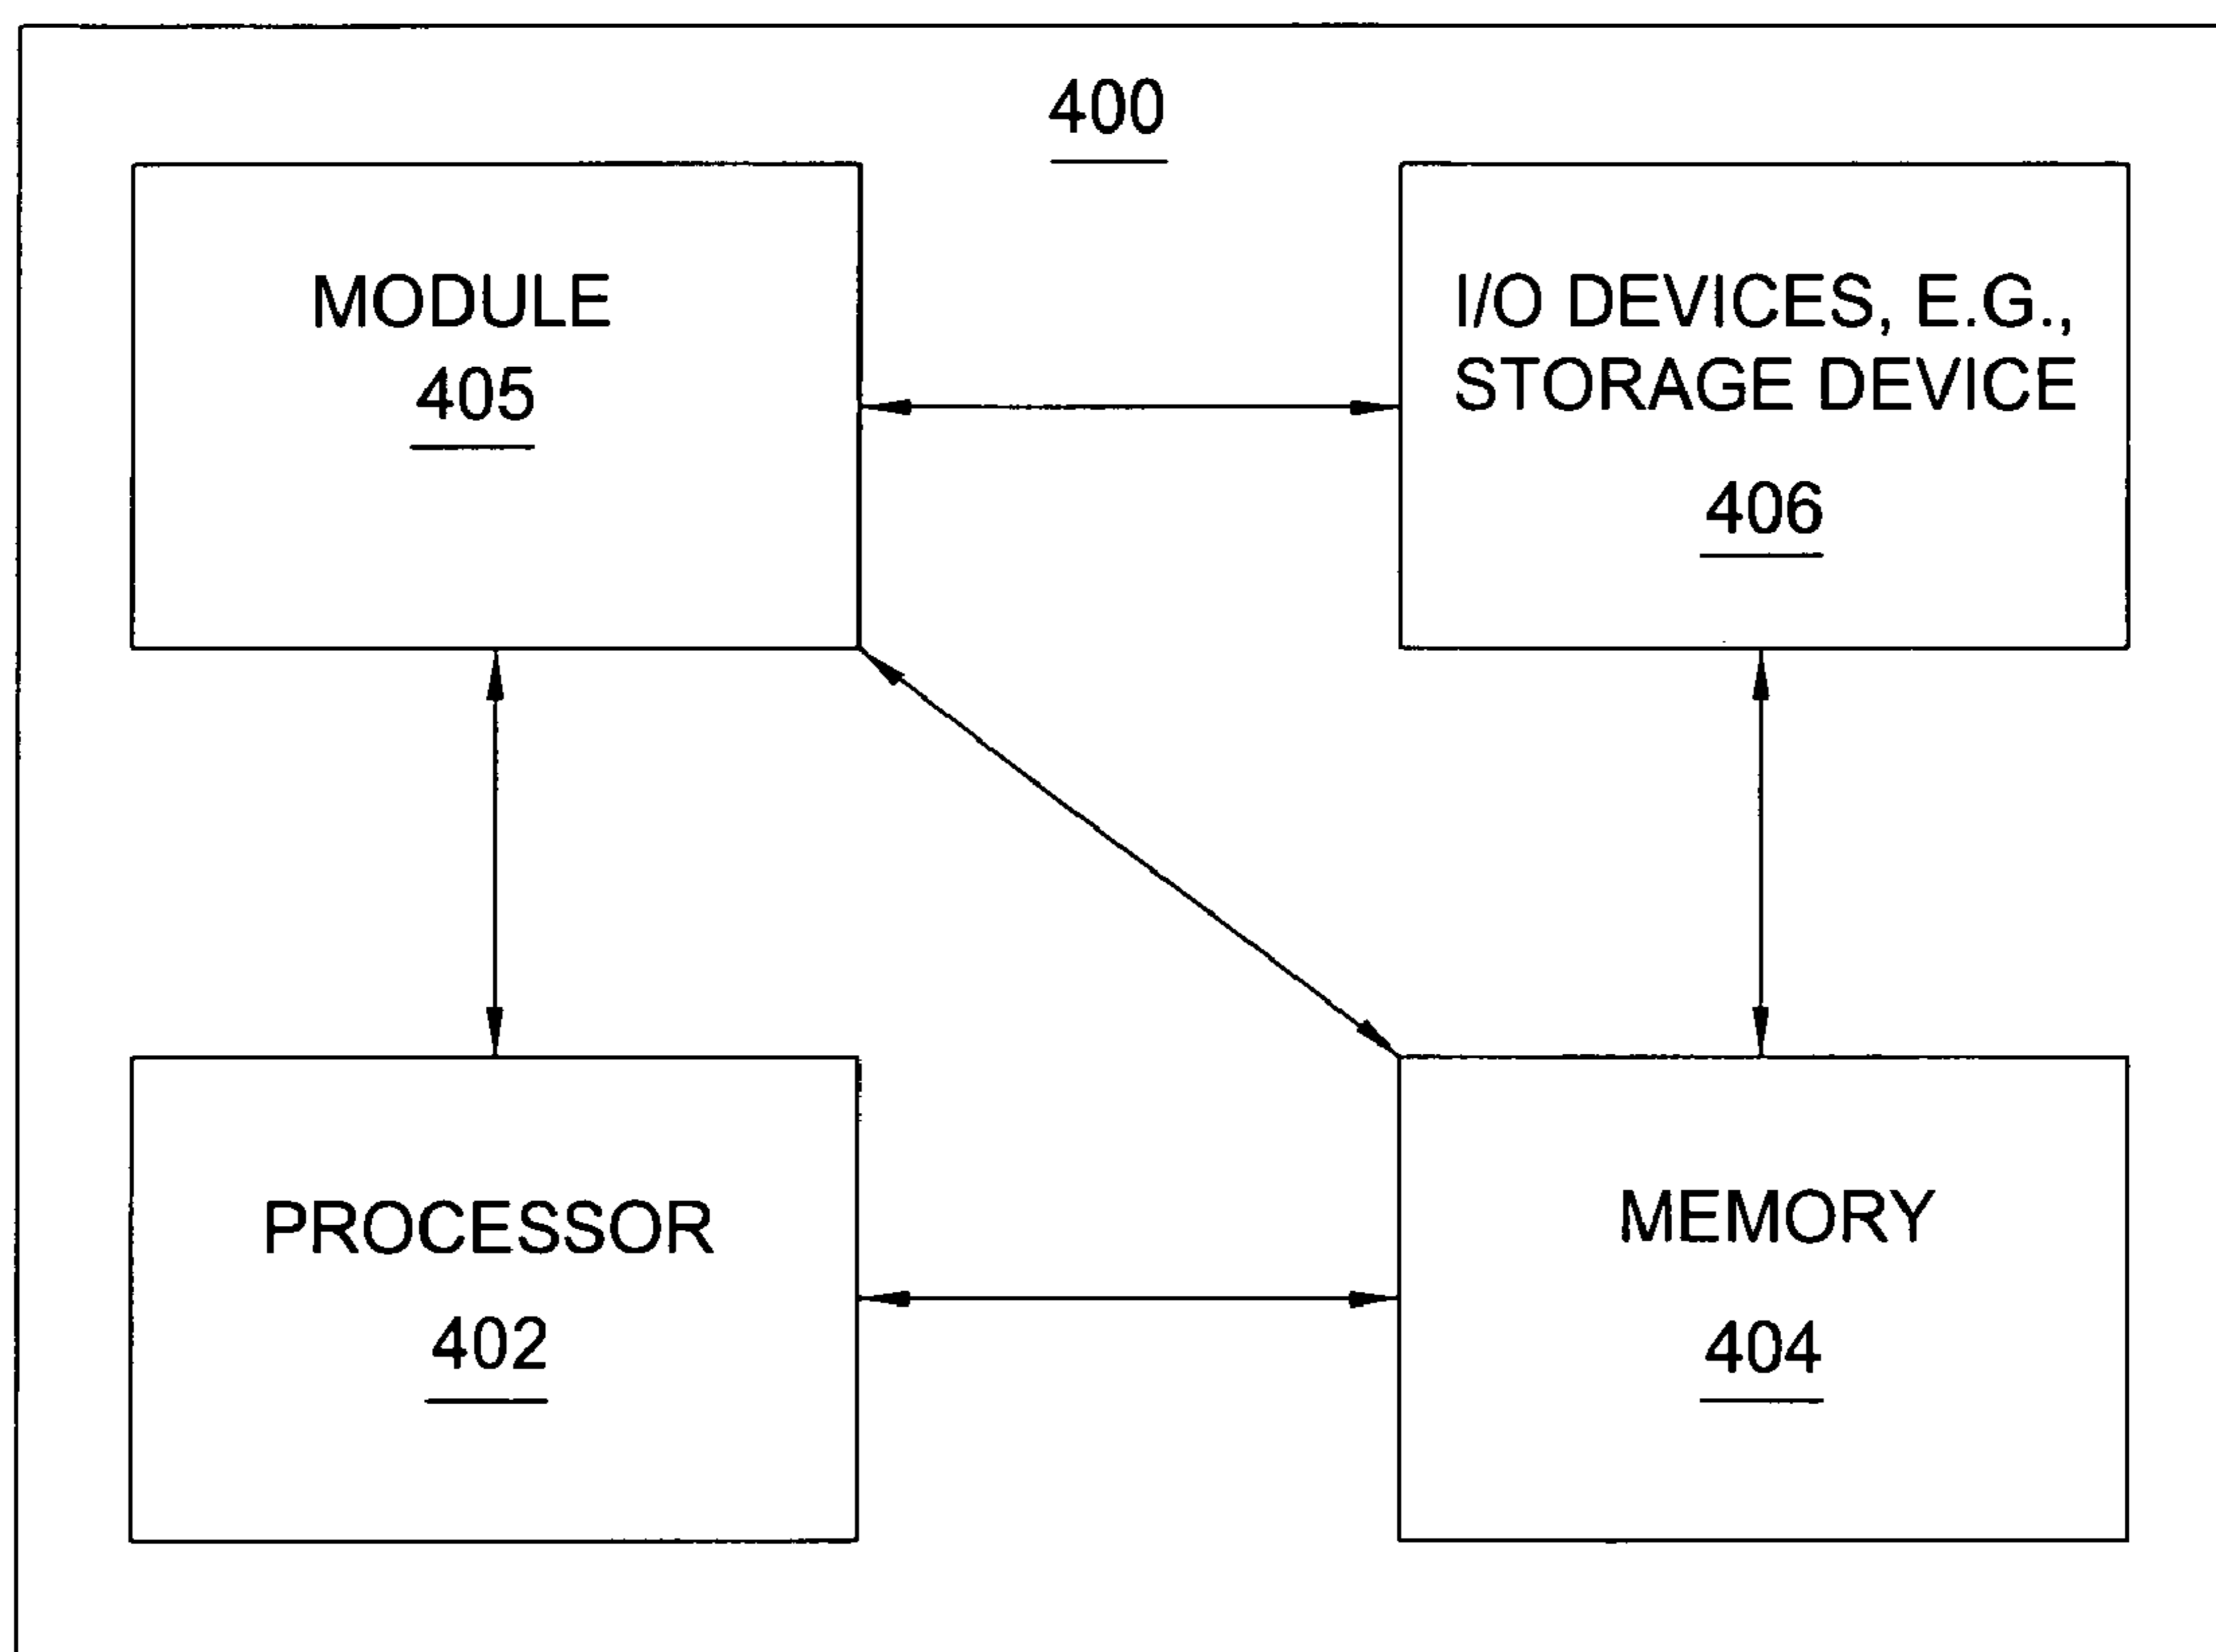 400
MODULE
405
I/O DEVICES, E.G.,
STORAGE DEVICE
406
PROCESSOR
402
MEMORY
404